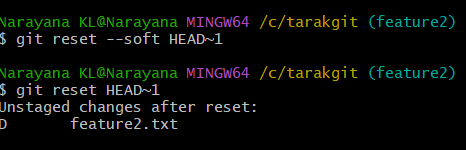 Narayana KL@Narayana MINGW64 /c/tarakgit (feature2)
$ git reset --soft HEAD~1
Narayana KL@Narayana MINGW64 /c/tarakgit (feature2)
$ git reset HEAD~1
Unstaged changes after reset:
D       feature2.txt